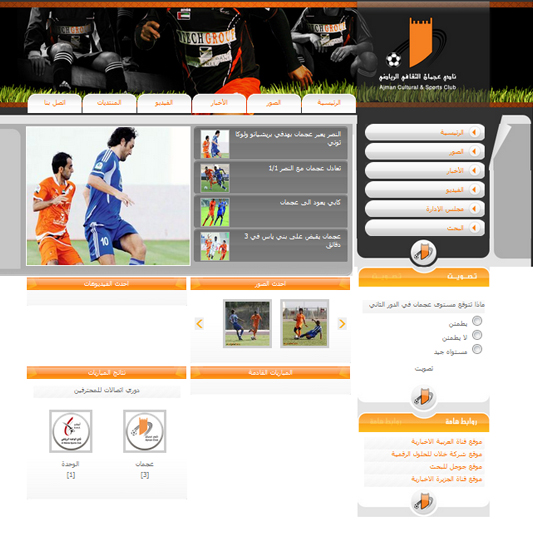 TECHGROUP
نادي عجمان الثقافي الرياضي
Ajman Cultural & Sports Club
الرئيسية
الصور
الأخبار
الفيديو
المنتديات
اتصل بنا
الرئيسية
الصور
الأخبار
الفيديو
مجلس الإدارة
البحث
النصر يعبر عجمان بهدفي بريشيانو ولوكا
توني
تعادل عجمان مع النصر 1/1
كابي يعود الى عجمان
عجمان يقبض على بني ياس في 3
دقائق
10
تصويت
ماذا تتوقع مستوى عجمان في الدور الثاني
يطمئن
لا يطمئن
مستواه جيد
تصويت
احدث الصور
احدث الفيديوهات
المباريات القادمة
نتائج المباريات
دوري اتصالات للمحترفين
عجمان
[3]
الوحدة
[1]
روابط هامة
موقع قناة العربية الاخبارية
موقع شركة للحلول الرقمية
موقع جوجل للبحث
موقع قناة الجزيرة الاخبارية